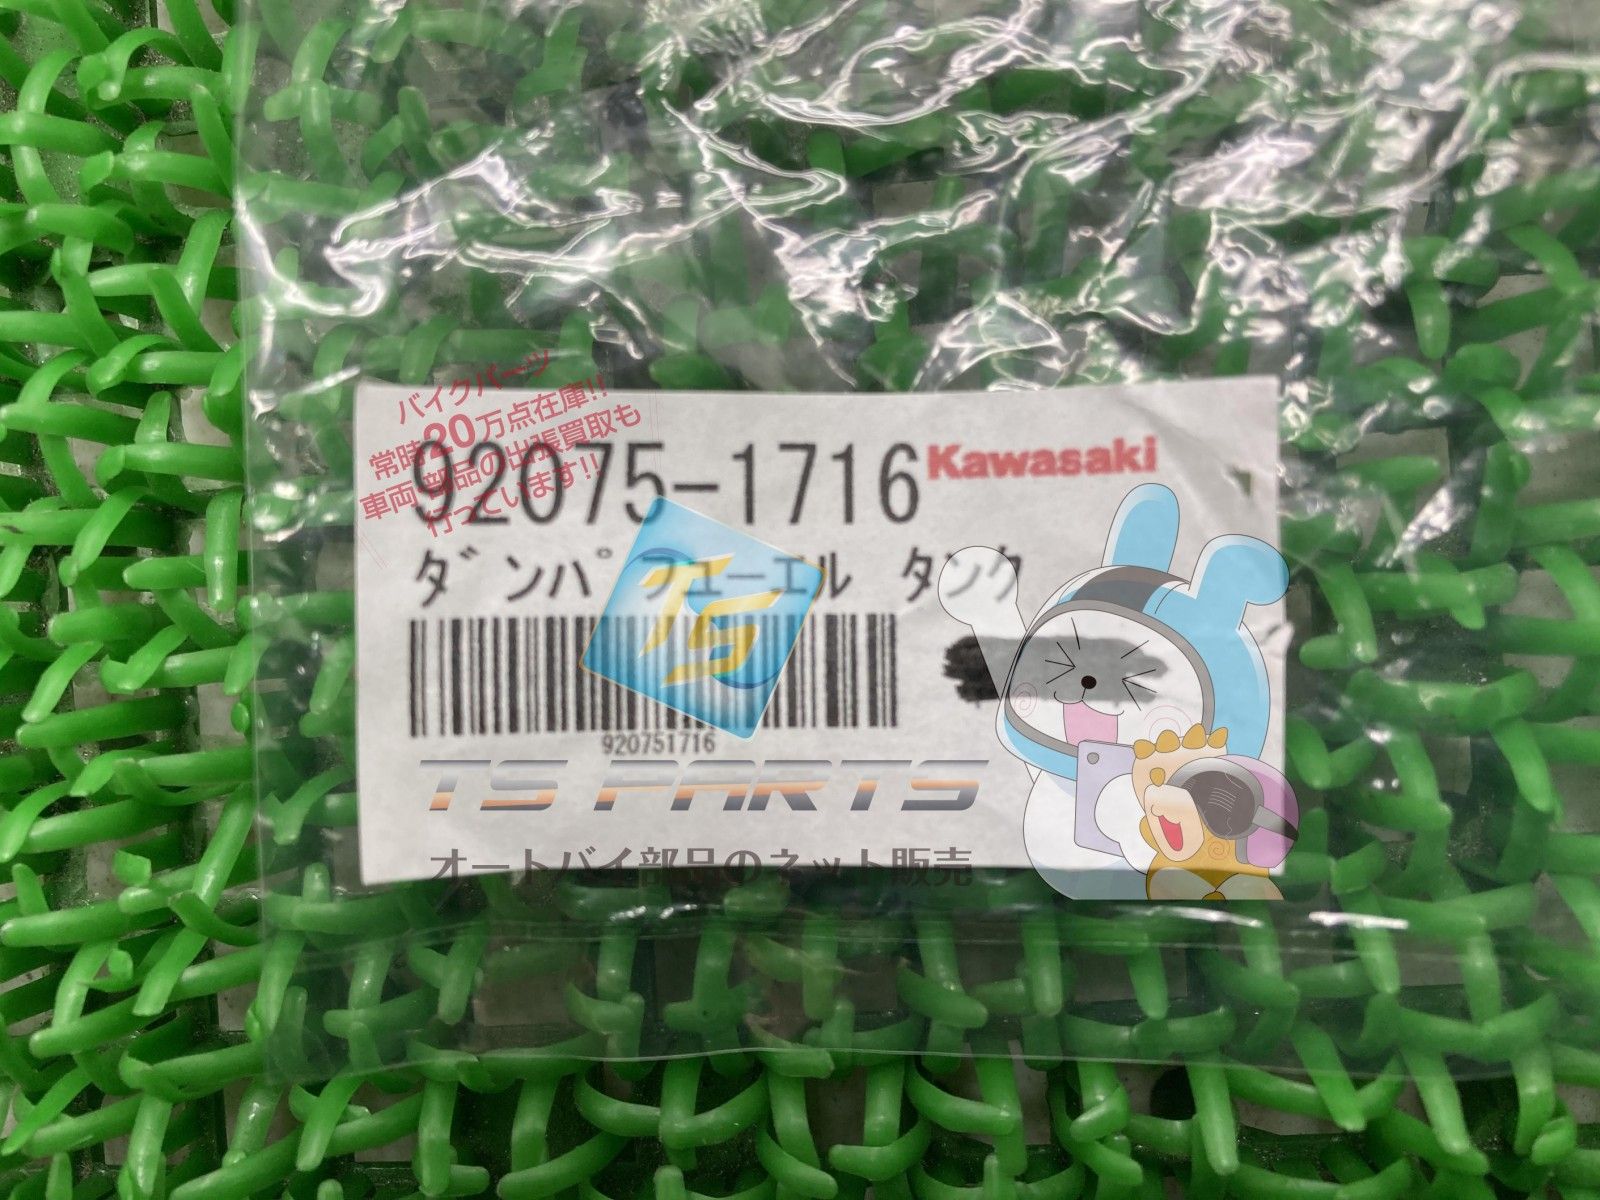 バイクパーツ
常時20万点在庫!!
車両・部品の出張買取も
行っています!!
92075-1716
Kawasaki
ダンパ フューエル タンク
TS
920751716
TS PARTS
オートバイ部品のネット販売